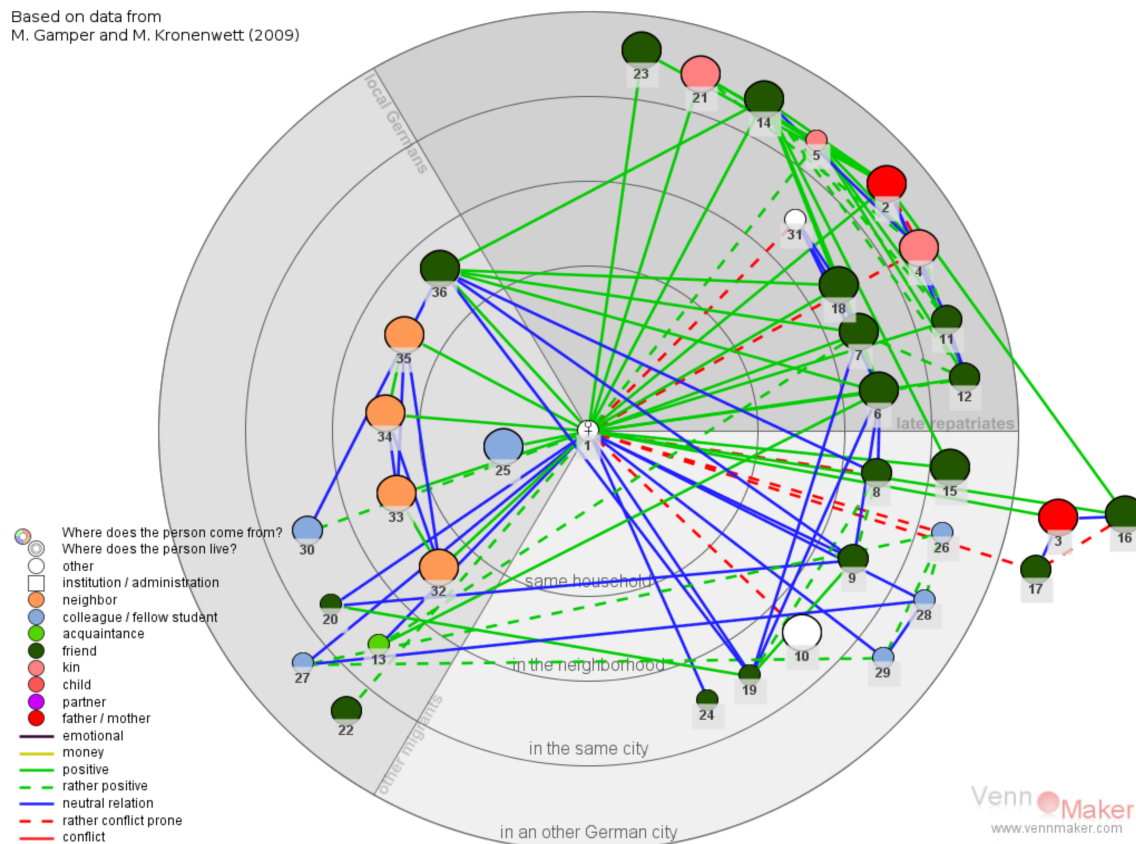 Based on data from
M. Gamper and M. Kronenwett (2009)
local Germans
23
21
14
5
2
31
4
36
18
11
35
7
12
6
late repatriates
34
1
25
8
15
33
26
3
16
30
17
same household
9
32
28
20
13
in the neighborhood
10
29
27
19
24
22
other migrants
in the same city
in an other German city
Where does the person come from?
Where does the person live?
other
institution / administration
neighbor
colleague / fellow student
acquaintance
friend
kin
child
partner
father / mother
emotional
money
positive
rather positive
neutral relation
rather conflict prone
conflict
Venn Maker
www.vennmaker.com